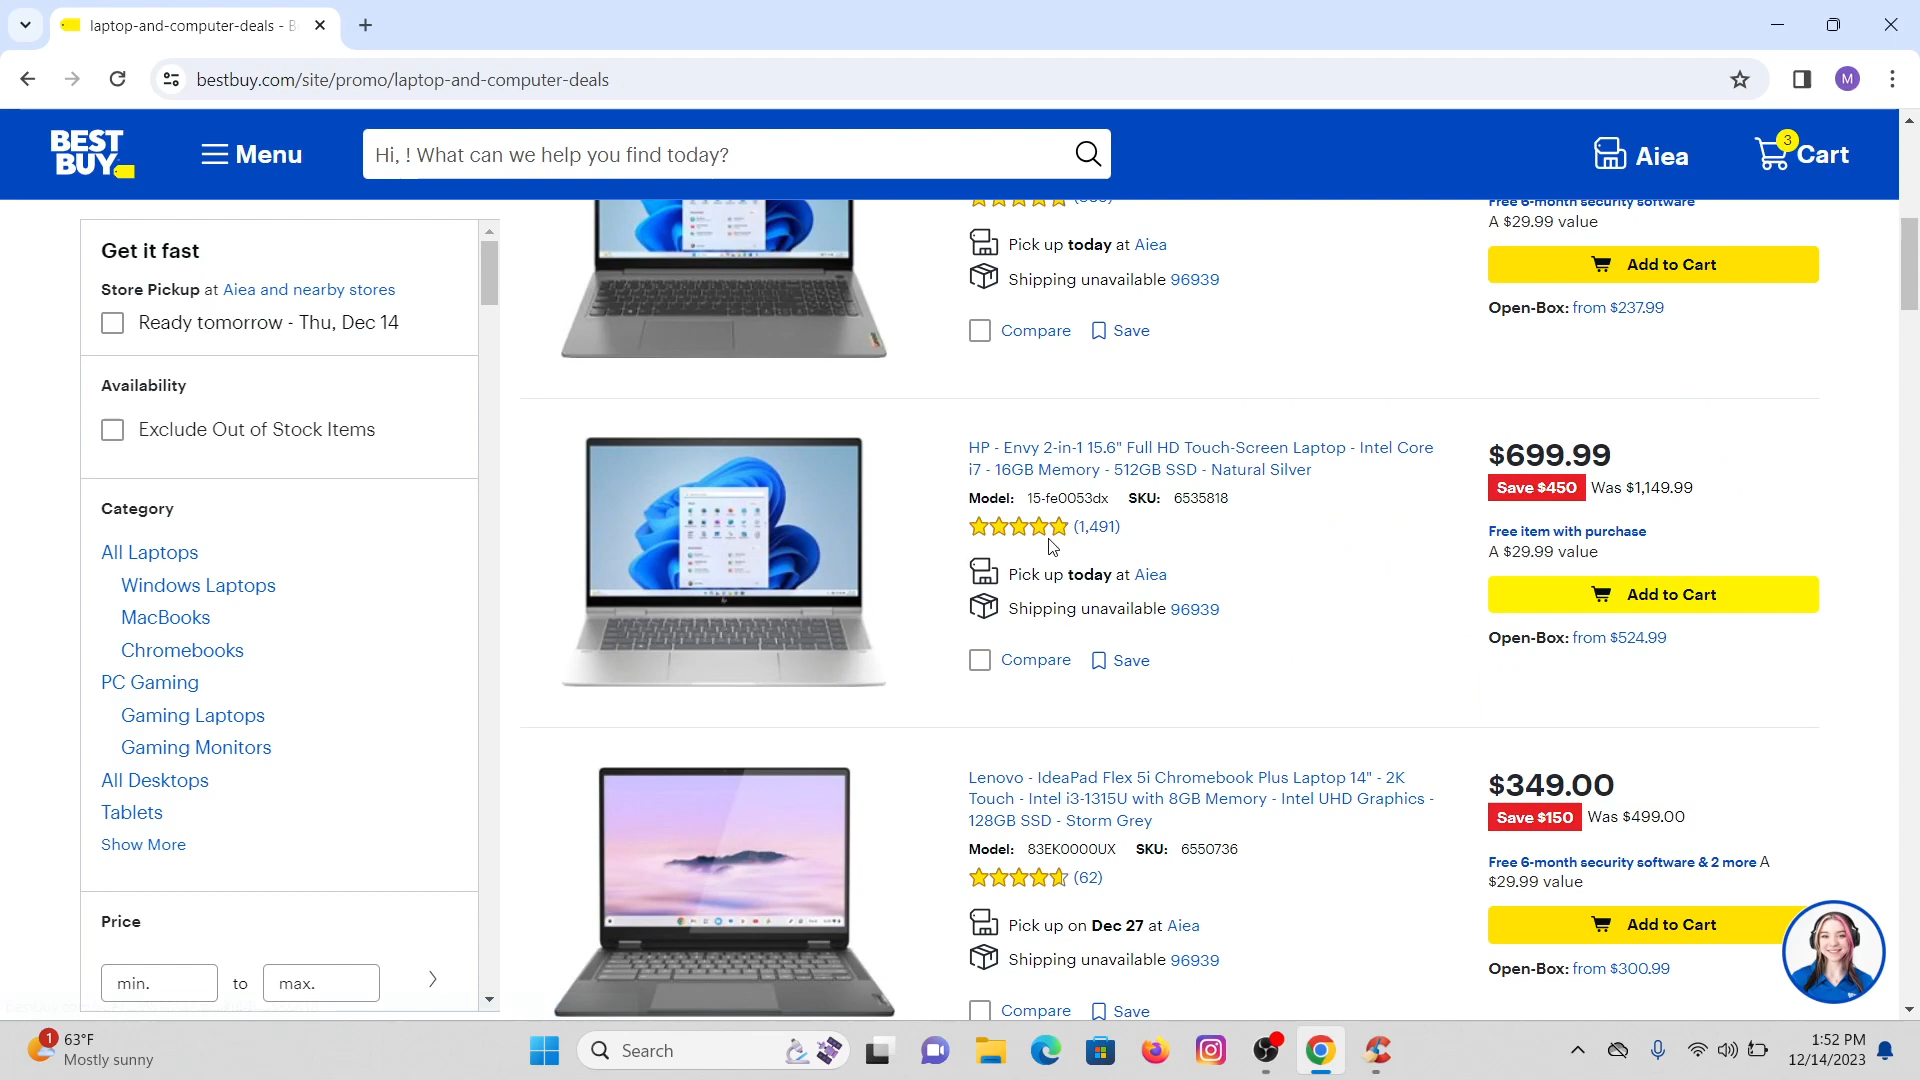 laptop-and-computer-deals - B
bestbuy.com/site/promo/laptop-and-computer-deals
M
BEST
BUY
Menu
Hi, ! What can we help you find today?
Aiea
3
Cart
Get it fast
Store Pickup at Aiea and nearby stores
Ready tomorrow - Thu, Dec 14
Availability
Exclude Out of Stock Items
Category
All Laptops
Windows Laptops
MacBooks
Chromebooks
PC Gaming
Gaming Laptops
Gaming Monitors
All Desktops
Tablets
Show More
Price
min.
to
max.
Pick up today at Aiea
Shipping unavailable 96939
Compare
Save
Free 6-month security software
A $29.99 value
Add to Cart
Open-Box: from $237.99
HP - Envy 2-in-1 15.6" Full HD Touch-Screen Laptop - Intel Core
i7 - 16GB Memory - 512GB SSD - Natural Silver
Model: 15-fe0053dx SKU: 6535818
(1,491)
Pick up today at Aiea
Shipping unavailable 96939
Compare
Save
$699.99
Save $450 Was $1,149.99
Free item with purchase
A $29.99 value
Add to Cart
Open-Box: from $524.99
Lenovo - IdeaPad Flex 5i Chromebook Plus Laptop 14" - 2K
Touch - Intel i3-1315U with 8GB Memory - Intel UHD Graphics -
128GB SSD - Storm Grey
Model: 83EK0000UX SKU: 6550736
(62)
Pick up on Dec 27 at Aiea
Shipping unavailable 96939
Compare
Save
$349.00
Save $150 Was $499.00
Free 6-month security software & 2 more A
$29.99 value
Add to Cart
Open-Box: from $300.99
1
63°F
Mostly sunny
Search
1:52 PM
12/14/2023